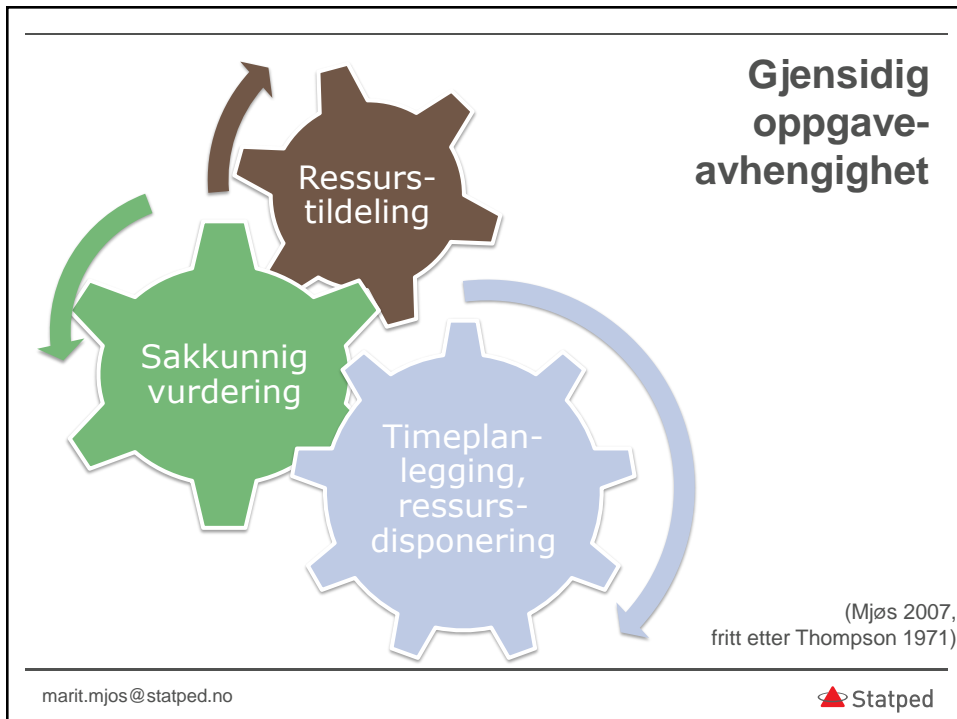 Gjensidig
oppgave-
avhengighet
Ressurs-
tildeling
Sakkunnig
vurdering
Timeplan-
legging,
ressurs-
disponering
(Mjøs 2007,
fritt etter Thompson 1971)
marit.mjos@statped.no
Statped